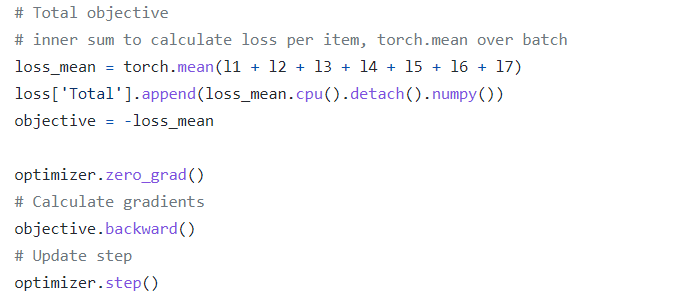 # Total objective
# inner sum to calculate loss per item, torch.mean over batch
loss_mean = torch.mean(l1 + l2 + l3 + l4 + l5 + l6 + l7)
loss['Total'].append(loss_mean.cpu().detach().numpy())
objective = -loss_mean
optimizer.zero_grad()
# Calculate gradients
objective.backward()
# Update step
optimizer.step()